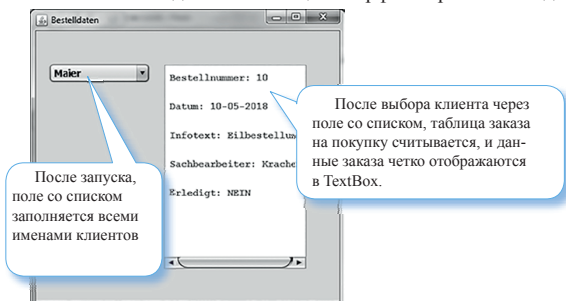 Bestelldaten
Maier
Bestellnummer: 10
Datum: 10-05-2018
Infotext: Eilbestellun
Sachbearbeiter: Krache
Erledigt: NEIN
После выбора клиента через
поле со списком, таблица заказа
на покупку считывается, и дан-
ные заказа четко отображаются
в TextBox.
После запуска,
поле со списком
заполняется всеми
именами клиентов